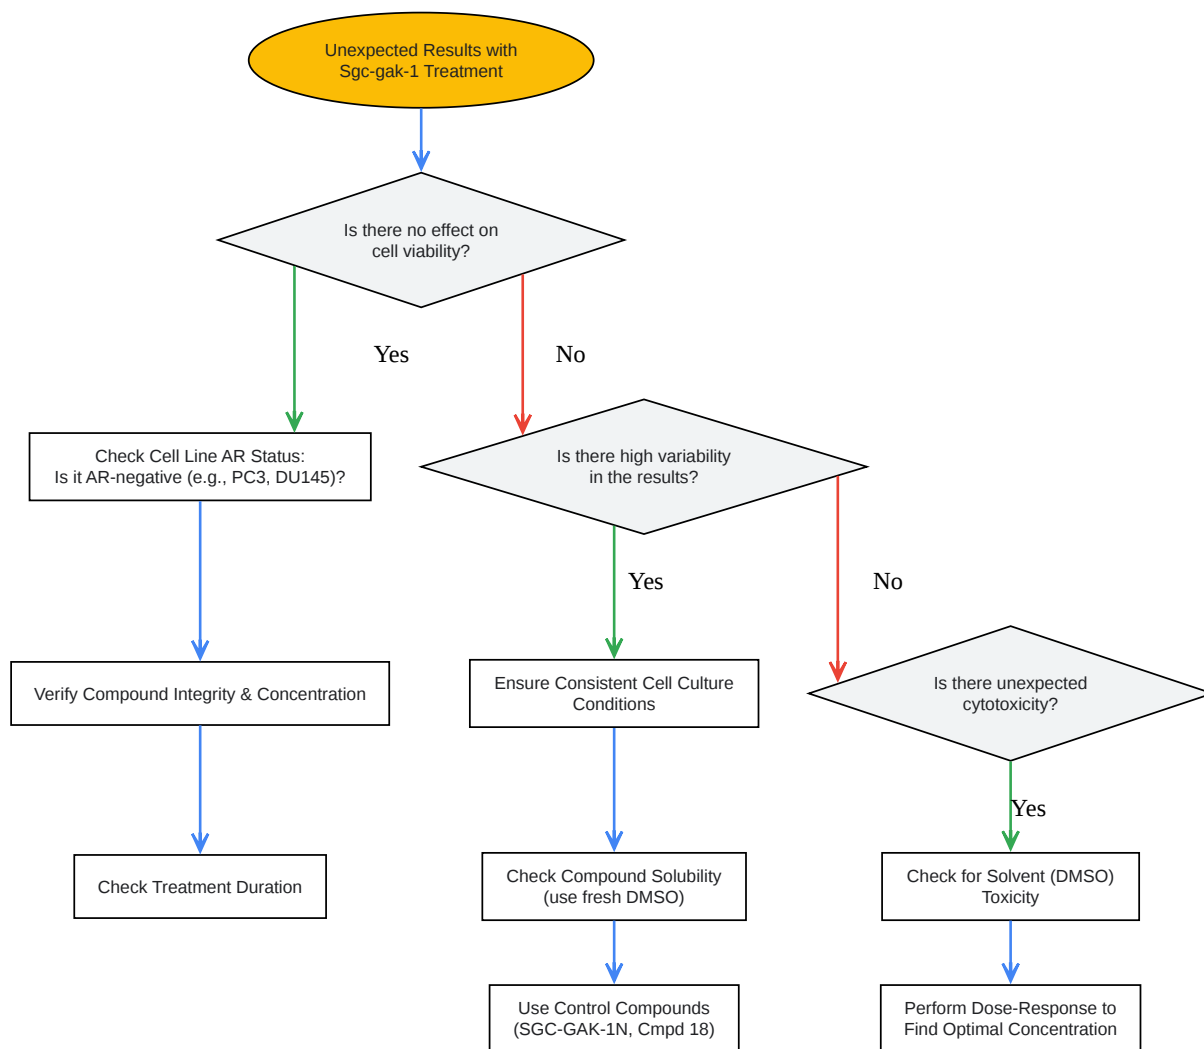 Unexpected Results with
Sgc-gak-1 Treatment
Is there no effect on
cell viability?
Yes
No
Check Cell Line AR Status:
Is it AR-negative (e.g., PC3, DU145)?
Is there high variability
in the results?
Yes
No
Verify Compound Integrity & Concentration
Ensure Consistent Cell Culture
Conditions
Is there unexpected
cytotoxicity?
Yes
Check Treatment Duration
Check Compound Solubility
(use fresh DMSO)
Check for Solvent (DMSO)
Toxicity
Use Control Compounds
(SGC-GAK-1N, Cmpd 18)
Perform Dose-Response to
Find Optimal Concentration